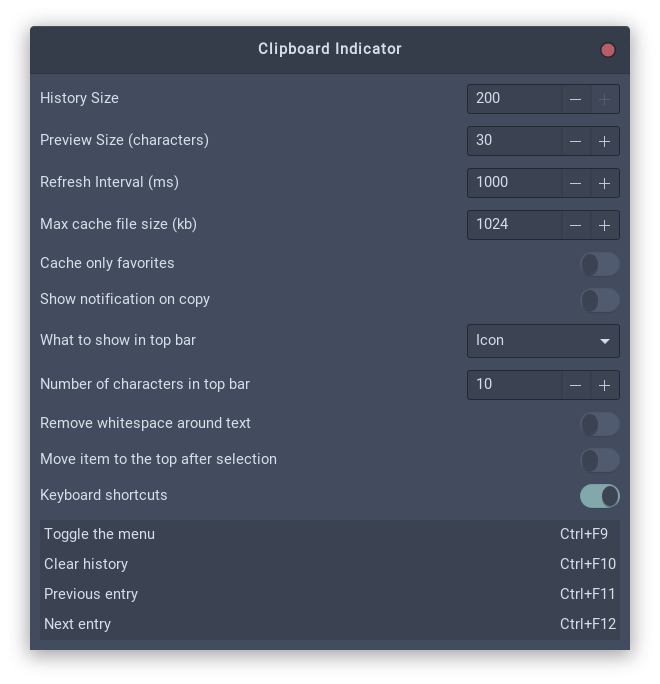 Clipboard Indicator
History Size 200
Preview Size (characters) 30
Refresh Interval (ms) 1000
Max cache file size (kb) 1024
Cache only favorites
Show notification on copy
What to show in top bar Icon
Number of characters in top bar 10
Remove whitespace around text
Move item to the top after selection
Keyboard shortcuts
Toggle the menu Ctrl+F9
Clear history Ctrl+F10
Previous entry Ctrl+F11
Next entry Ctrl+F12